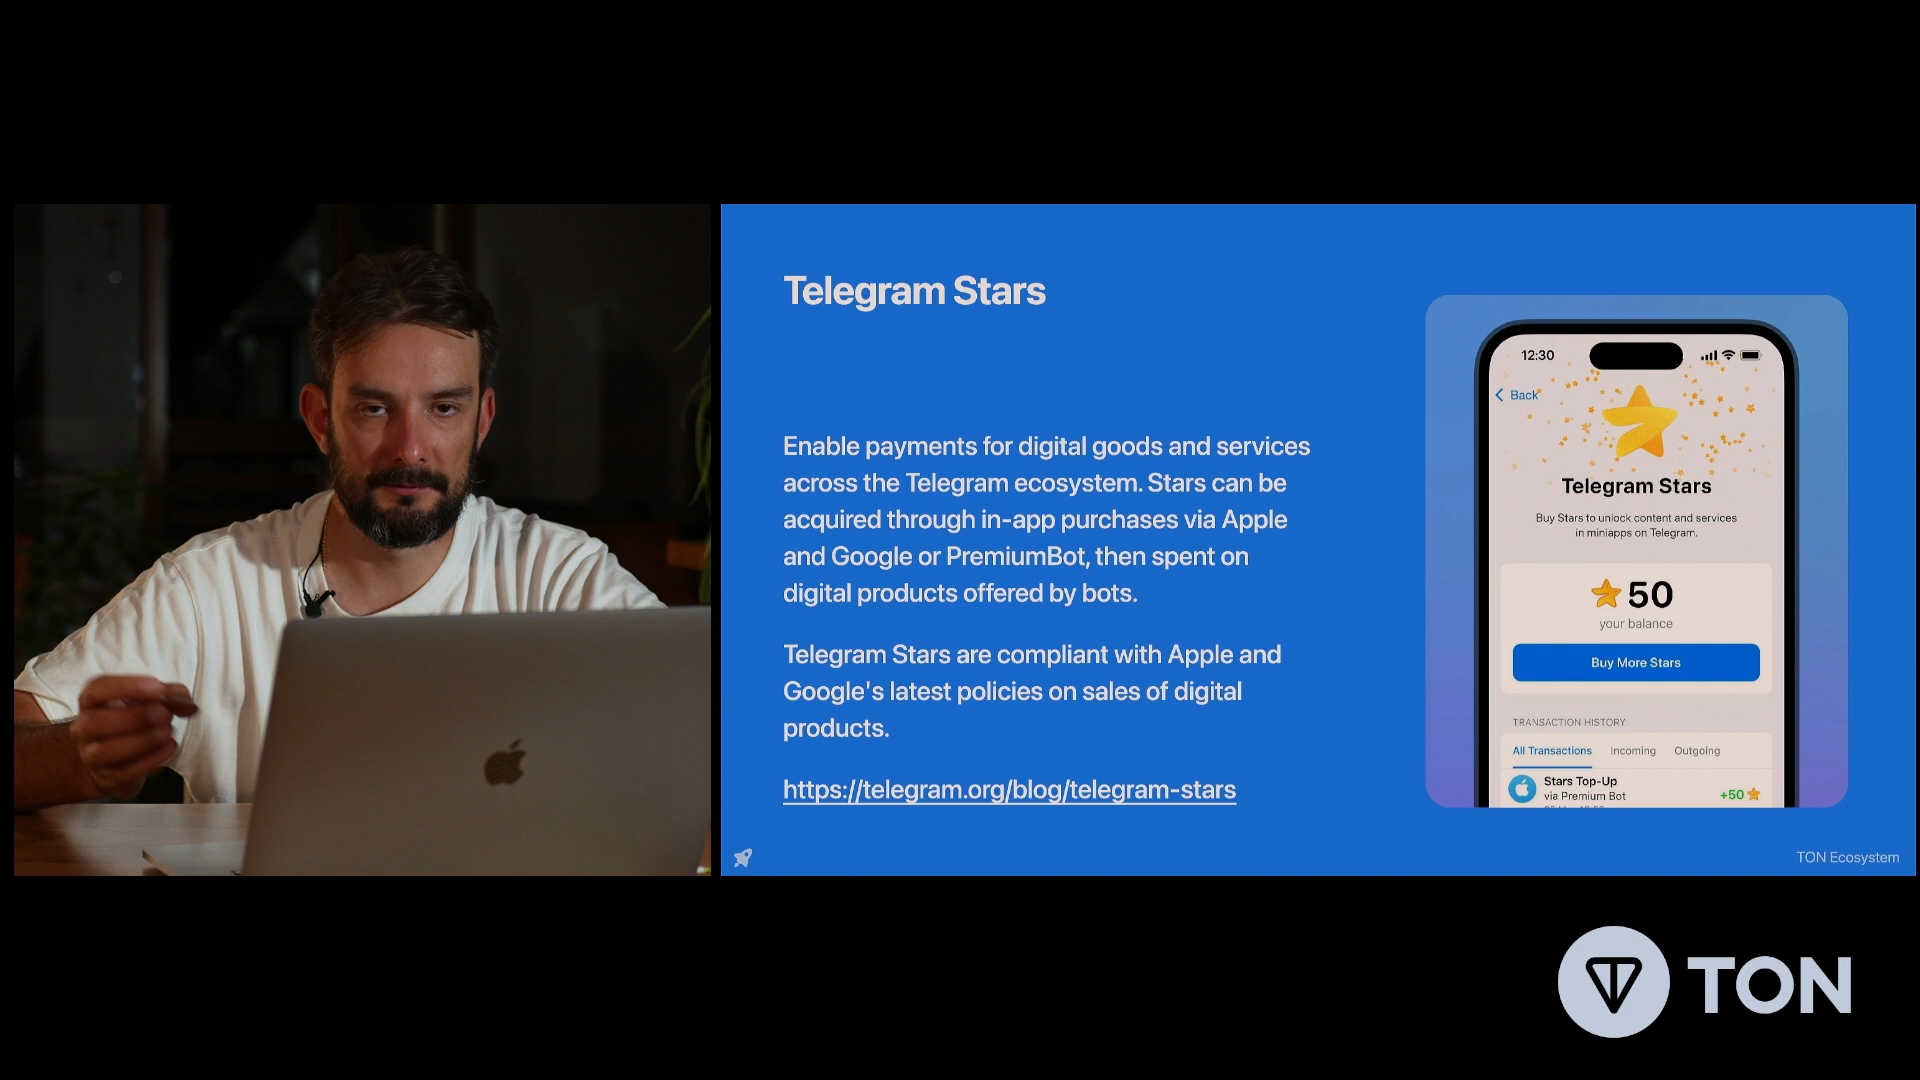 Telegram Stars
Enable payments for digital goods and services
across the Telegram ecosystem. Stars can be
acquired through in-app purchases via Apple
and Google or PremiumBot, then spent on
digital products offered by bots.
Telegram Stars are compliant with Apple and
Google's latest policies on sales of digital
products.
https://telegram.org/blog/telegram-stars
12:30
Back
Telegram Stars
Buy Stars to unlock content and services
in miniapps on Telegram.
50
your balance
Buy More Stars
TRANSACTION HISTORY
All Transactions Incoming Outgoing
Stars Top-Up
via Premium Bot
+50
TON Ecosystem
TON